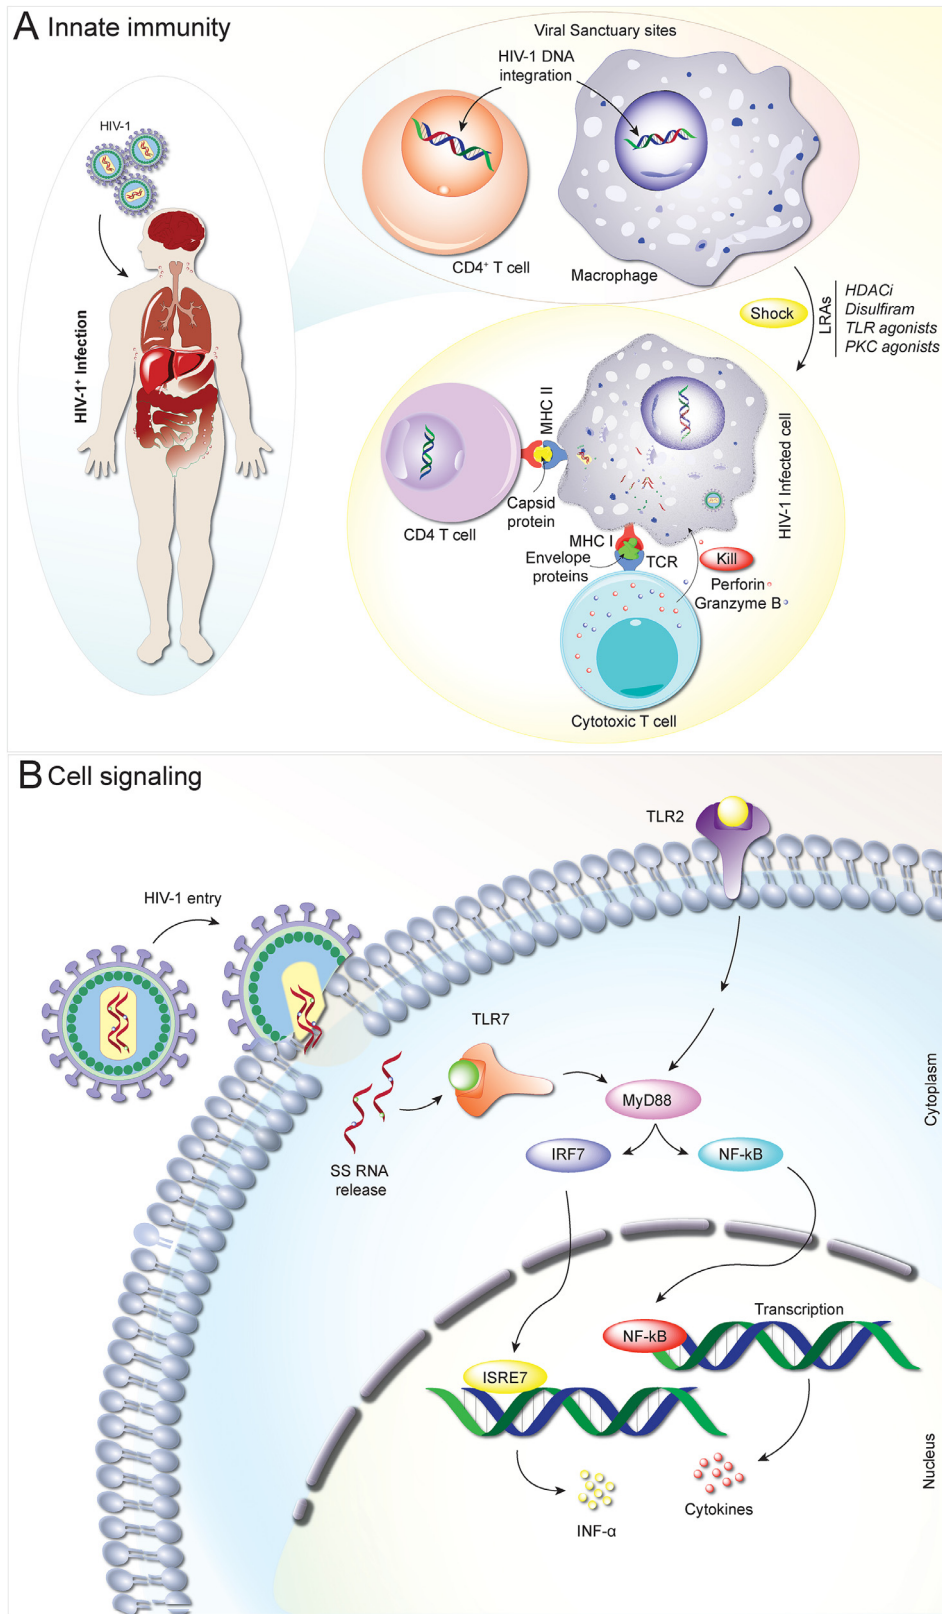 A Innate immunity
Viral Sanctuary sites
HIV-1 DNA
integration
HIV-1
CD4⁺ T cell
Macrophage
HIV-1⁺ Infection
Shock
LRAs
HDACi
Disulfiram
TLR agonists
PKC agonists
MHC II
HIV-1 Infected cell
Capsid
protein
CD4 T cell
MHC I
Envelope
proteins
TCR
Kill
Perforin
Granzyme B
Cytotoxic T cell
B Cell signaling
TLR2
HIV-1 entry
TLR7
MyD88
Cytoplasm
IRF7
NF-kB
SS RNA
release
Transcription
NF-kB
ISRE7
Nucleus
Cytokines
INF-α